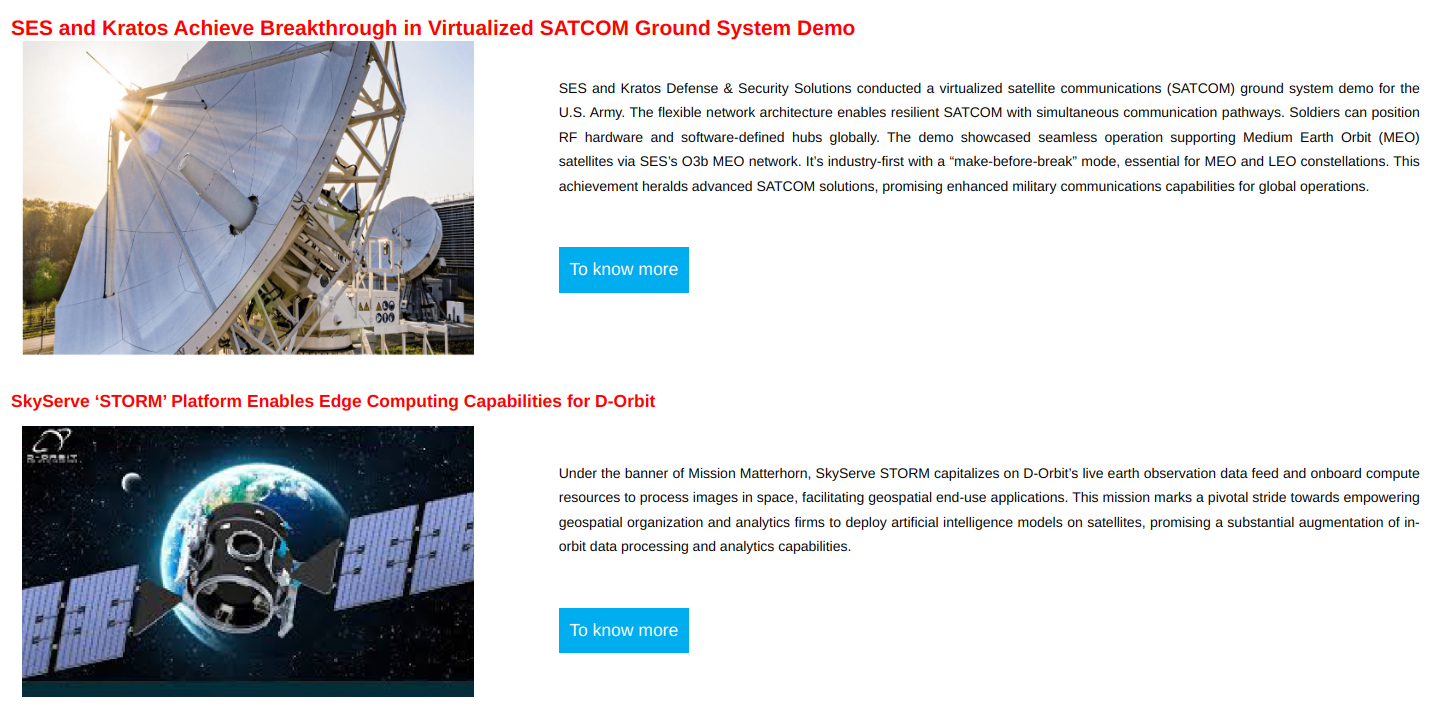 SES and Kratos Achieve Breakthrough in Virtualized SATCOM Ground System Demo
SES and Kratos Defense & Security Solutions conducted a virtualized satellite communications (SATCOM) ground system demo for the
U.S. Army. The flexible network architecture enables resilient SATCOM with simultaneous communication pathways. Soldiers can position
RF hardware and software-defined hubs globally. The demo showcased seamless operation supporting Medium Earth Orbit (MEO)
satellites via SES’s O3b MEO network. It’s industry-first with a “make-before-break” mode, essential for MEO and LEO constellations. This
achievement heralds advanced SATCOM solutions, promising enhanced military communications capabilities for global operations.
To know more
SkyServe ‘STORM’ Platform Enables Edge Computing Capabilities for D-Orbit
D-ORBIT
Under the banner of Mission Matterhorn, SkyServe STORM capitalizes on D-Orbit’s live earth observation data feed and onboard compute
resources to process images in space, facilitating geospatial end-use applications. This mission marks a pivotal stride towards empowering
geospatial organization and analytics firms to deploy artificial intelligence models on satellites, promising a substantial augmentation of in-
orbit data processing and analytics capabilities.
To know more